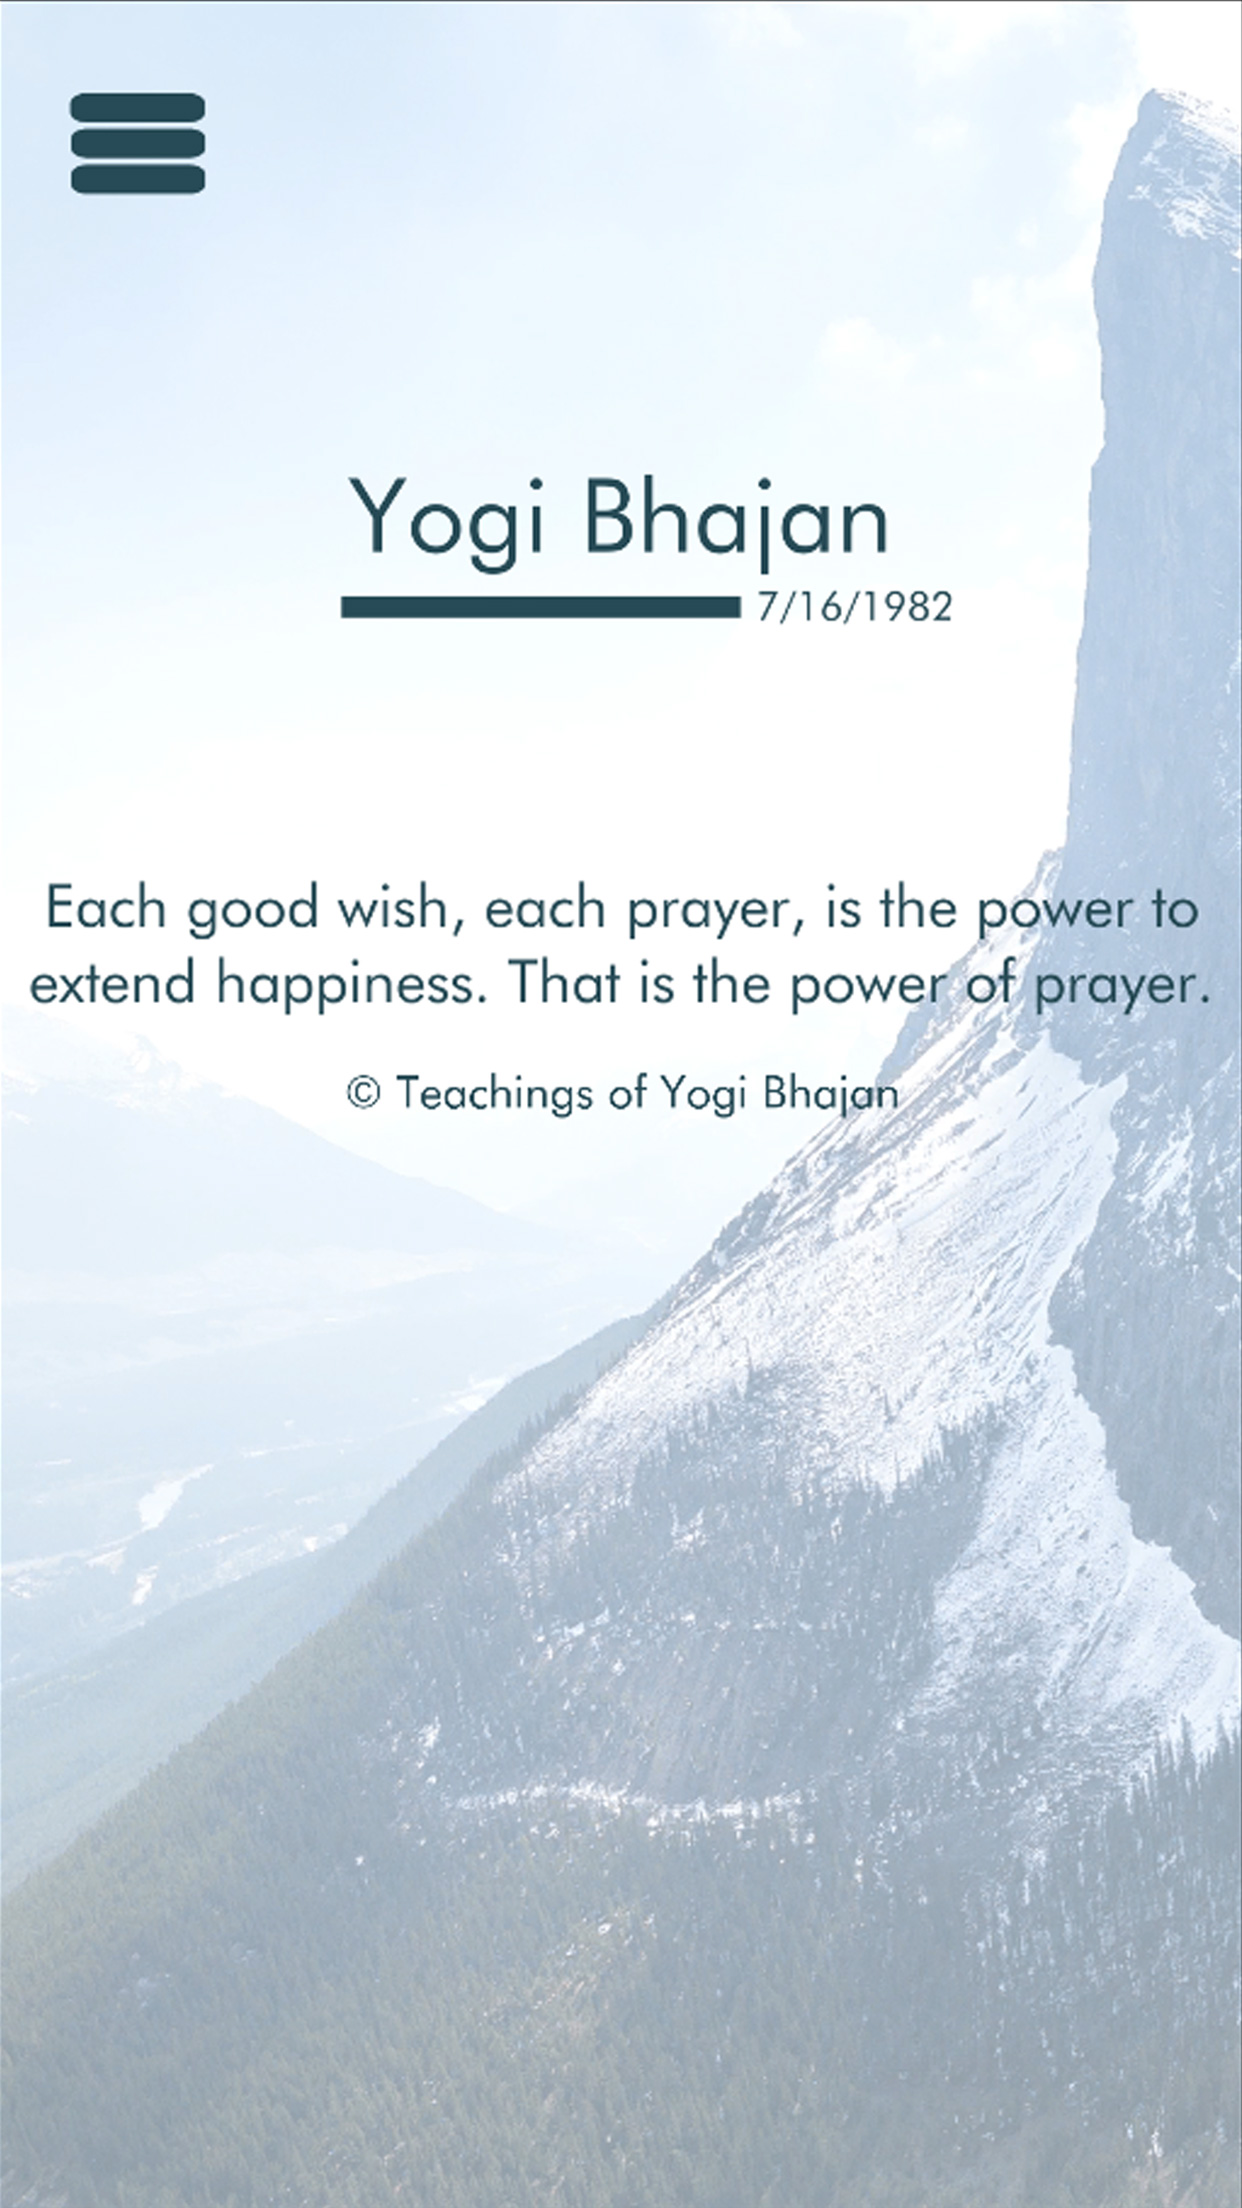 Yogi Bhajan
7/16/1982
Each good wish, each prayer, is the power to
extend happiness. That is the power of prayer.
© Teachings of Yogi Bhajan